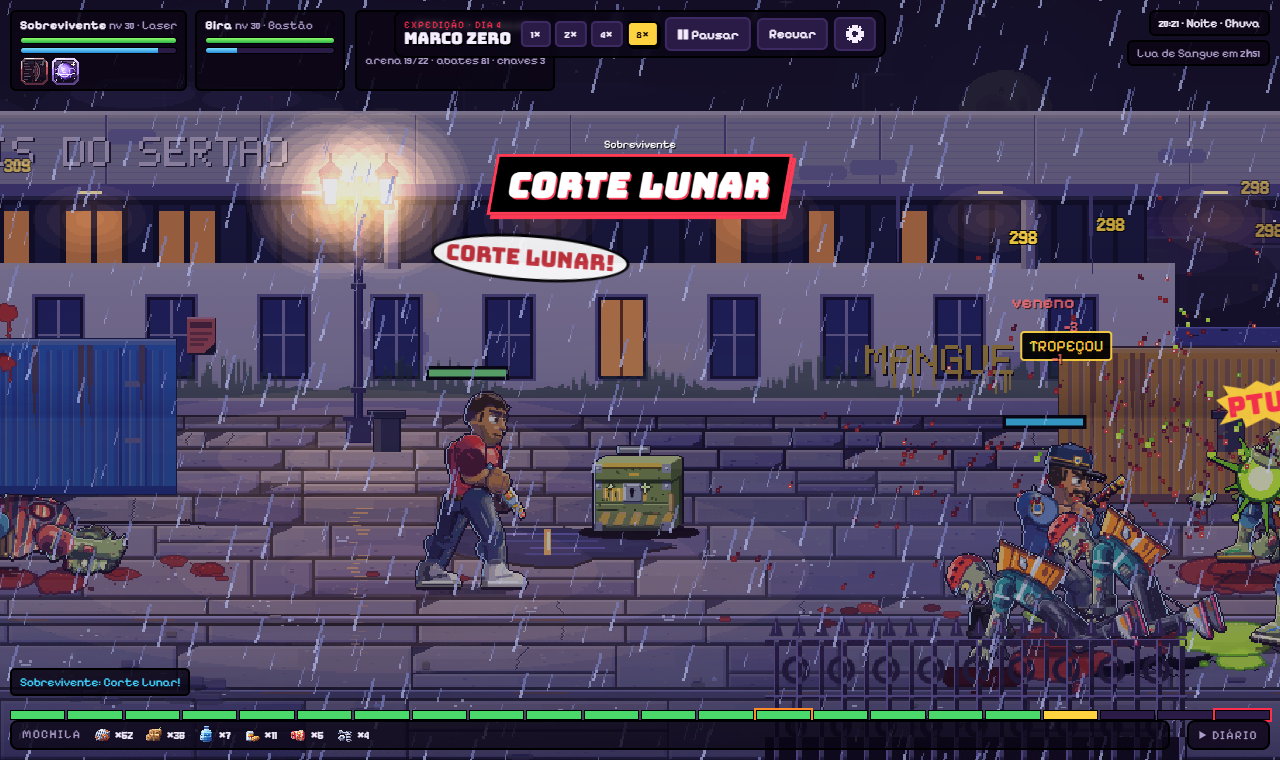 Sobrevivente nv 30 · Laser
Gira nv 30 · Bastão
EXPEDIÇÃO · DIA 4
MARCO ZERO
1×
2×
4×
8×
Pausar
Recuar
arena 19/22 · abates 81 · chaves 3
20:21 · Noite · Chuva
Lua de Sangue em 2h51
DO SERTÃO
309
Sobrevivente
CORTE LUNAR
CORTE LUNAR!
298
298
298
298
veneno
-3
TROPEÇOU
-1
MANGUE
PTU
Sobrevivente: Corte Lunar!
MOCHILA ×52 ×38 ×7 ×11 ×5 ×4
DIÁRIO